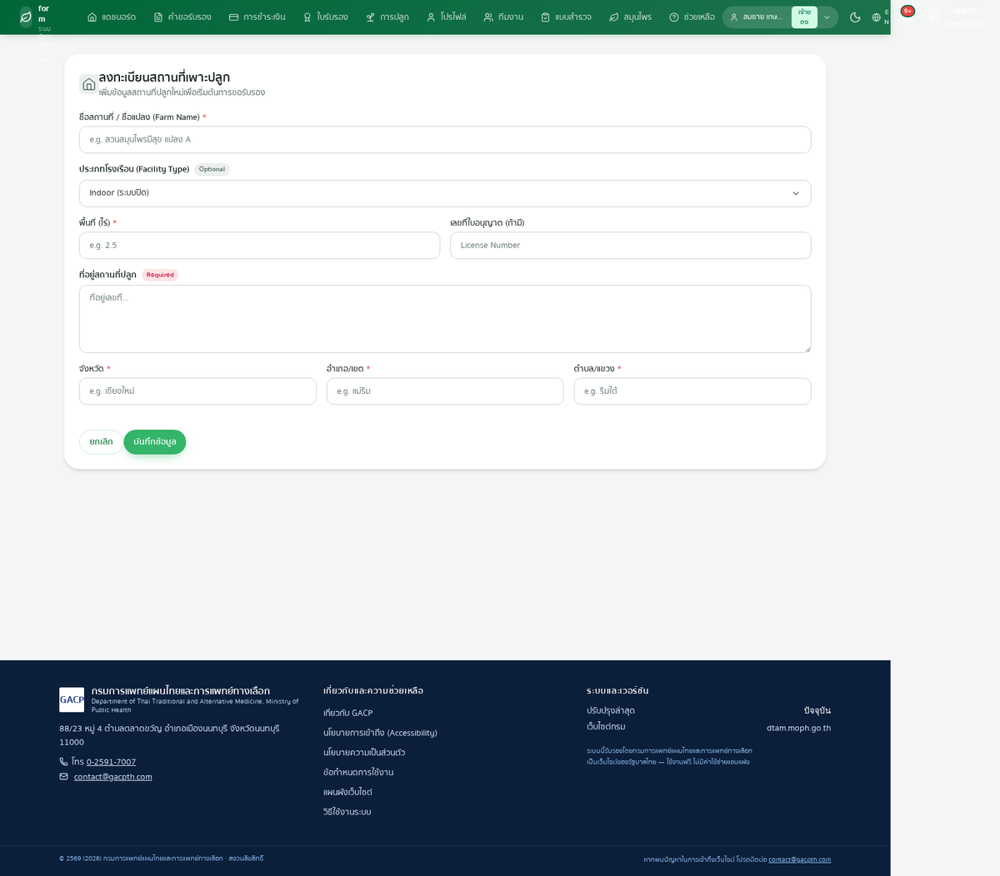 for
m
ระบบ
แดชบอร์ด
คำขอรับรอง
การชำระเงิน
ใบรับรอง
การปลูก
โปรไฟล์
ทีมงาน
แบบสำรวจ
สมุนไพร
ช่วยเหลือ
สมชาย เกษ...
เจ้าข
อง
E
N
9+
ลงทะเบียนสถานที่เพาะปลูก
เพิ่มข้อมูลสถานที่ปลูกใหม่เพื่อเริ่มต้นการขอรับรอง
ชื่อสถานที่ / ชื่อแปลง (Farm Name) *
e.g. สวนสมุนไพรมีสุข แปลง A
ประเภทโรงเรือน (Facility Type) Optional
Indoor (ระบบปิด)
พื้นที่ (ไร่) *
เลขที่ใบอนุญาต (ถ้ามี)
e.g. 2.5
License Number
ที่อยู่สถานที่ปลูก Required
ที่อยู่เลขที่...
จังหวัด *
อำเภอ/เขต *
ตำบล/แขวง *
e.g. เชียงใหม่
e.g. แม่ริม
e.g. ริมใต้
ยกเลิก
บันทึกข้อมูล
GACP
กรมการแพทย์แผนไทยและการแพทย์ทางเลือก
Department of Thai Traditional and Alternative Medicine, Ministry of
Public Health
88/23 หมู่ 4 ตำบลตลาดขวัญ อำเภอเมืองนนทบุรี จังหวัดนนทบุรี
11000
โทร 0-2591-7007
contact@gacpth.com
เกี่ยวกับและความช่วยเหลือ
เกี่ยวกับ GACP
นโยบายการเข้าถึง (Accessibility)
นโยบายความเป็นส่วนตัว
ข้อกำหนดการใช้งาน
แผนผังเว็บไซต์
วิธีใช้งานระบบ
ระบบและเวอร์ชัน
ปรับปรุงล่าสุด
ปัจจุบัน
เว็บไซต์กรม
dtam.moph.go.th
ระบบนี้รับรองโดยกรมการแพทย์แผนไทยและการแพทย์ทางเลือก
เป็นเว็บไซต์ของรัฐบาลไทย — ใช้งานฟรี ไม่มีค่าใช้จ่ายแอบแฝง
© 2569 (2026) กรมการแพทย์แผนไทยและการแพทย์ทางเลือก · สงวนลิขสิทธิ์
หากพบปัญหาในการเข้าถึงเว็บไซต์ โปรดติดต่อ contact@gacpth.com